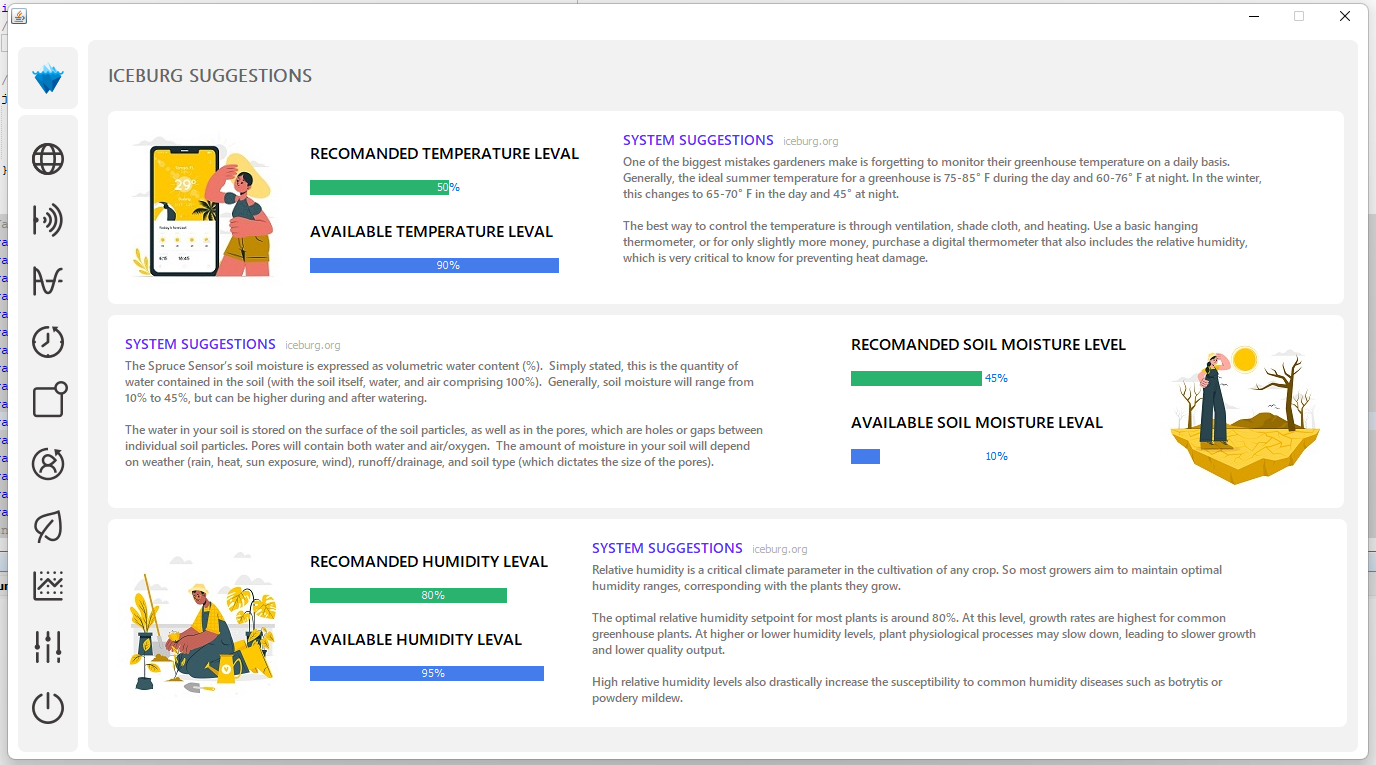 ICEBURG SUGGESTIONS
29°
Today's forecast
6:15 16:45
RECOMANDED TEMPERATURE LEVAL
50%
AVAILABLE TEMPERATURE LEVAL
90%
SYSTEM SUGGESTIONS iceburg.org
One of the biggest mistakes gardeners make is forgetting to monitor their greenhouse temperature on a daily basis.
Generally, the ideal summer temperature for a greenhouse is 75-85° F during the day and 60-76° F at night. In the winter,
this changes to 65-70° F in the day and 45° at night.
The best way to control the temperature is through ventilation, shade cloth, and heating. Use a basic hanging
thermometer, or for only slightly more money, purchase a digital thermometer that also includes the relative humidity,
which is very critical to know for preventing heat damage.
SYSTEM SUGGESTIONS iceburg.org
The Spruce Sensor's soil moisture is expressed as volumetric water content (%). Simply stated, this is the quantity of
water contained in the soil (with the soil itself, water, and air comprising 100%). Generally, soil moisture will range from
10% to 45%, but can be higher during and after watering.
The water in your soil is stored on the surface of the soil particles, as well as in the pores, which are holes or gaps between
individual soil particles. Pores will contain both water and air/oxygen. The amount of moisture in your soil will depend
on weather (rain, heat, sun exposure, wind), runoff/drainage, and soil type (which dictates the size of the pores).
RECOMANDED SOIL MOISTURE LEVEL
45%
AVAILABLE SOIL MOISTURE LEVAL
10%
RECOMANDED HUMIDITY LEVAL
80%
AVAILABLE HUMIDITY LEVAL
95%
SYSTEM SUGGESTIONS iceburg.org
Relative humidity is a critical climate parameter in the cultivation of any crop. So most growers aim to maintain optimal
humidity ranges, corresponding with the plants they grow.
The optimal relative humidity setpoint for most plants is around 80%. At this level, growth rates are highest for common
greenhouse plants. At higher or lower humidity levels, plant physiological processes may slow down, leading to slower growth
and lower quality output.
High relative humidity levels also drastically increase the susceptibility to common humidity diseases such as botrytis or
powdery mildew.